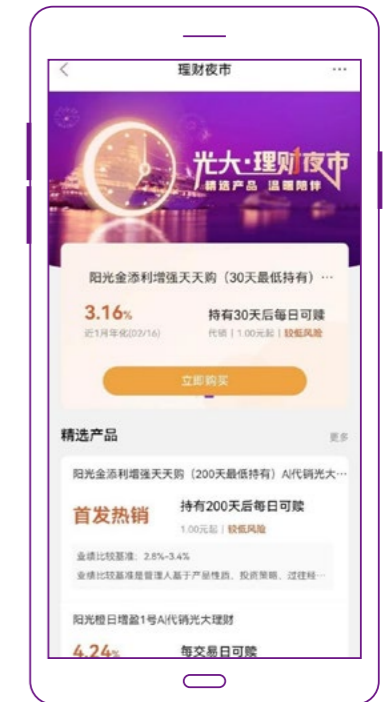 理财夜市
光大·理财夜市
精选产品 温暖陪伴
阳光金添利增强天天购（30天最低持有）…
3.16%
持有30天后每日可赎
近1月年化(03/16)
代销 | 1.00元起 | 较低风险
立即购买
精选产品
更多
阳光金添利增强天天购（200天最低持有）A|代销光大…
首发热销
持有200天后每日可赎
1.00元起 | 较低风险
业绩比较基准：2.8%-3.4%
业绩比较基准是管理人基于产品性质、投资策略、过往经…
阳光橙日增盈1号A|代销光大理财
4.24%
每交易日可赎